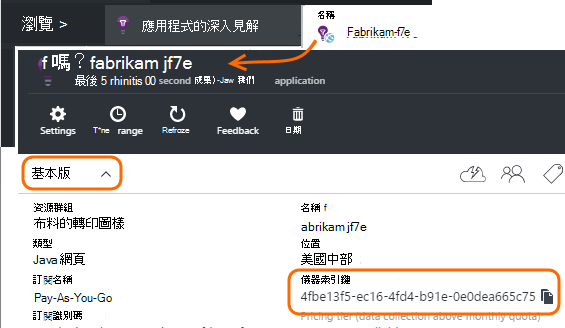 瀏覽 >
應用程式的深入見解
名稱
Fabrikam-f7e
f 嗎？fabrikam jf7e
最後 5 rhinitis 00 second 成果)-Jaw 我們 application
Settings
T*ne range
Refroze
Feedback
日期
基本版
資源群組
布料的轉印圖樣
名稱 f
abrikam jf7e
類型
Java 網頁
位置
美國中部
訂閱名稱
Pay-As-You-Go
儀器索引鍵
4fbe13f5-ec16-4fd4-b91e-0e0dea665c75
訂閱識別碼
Pricing tier (data collection above monthly quota)